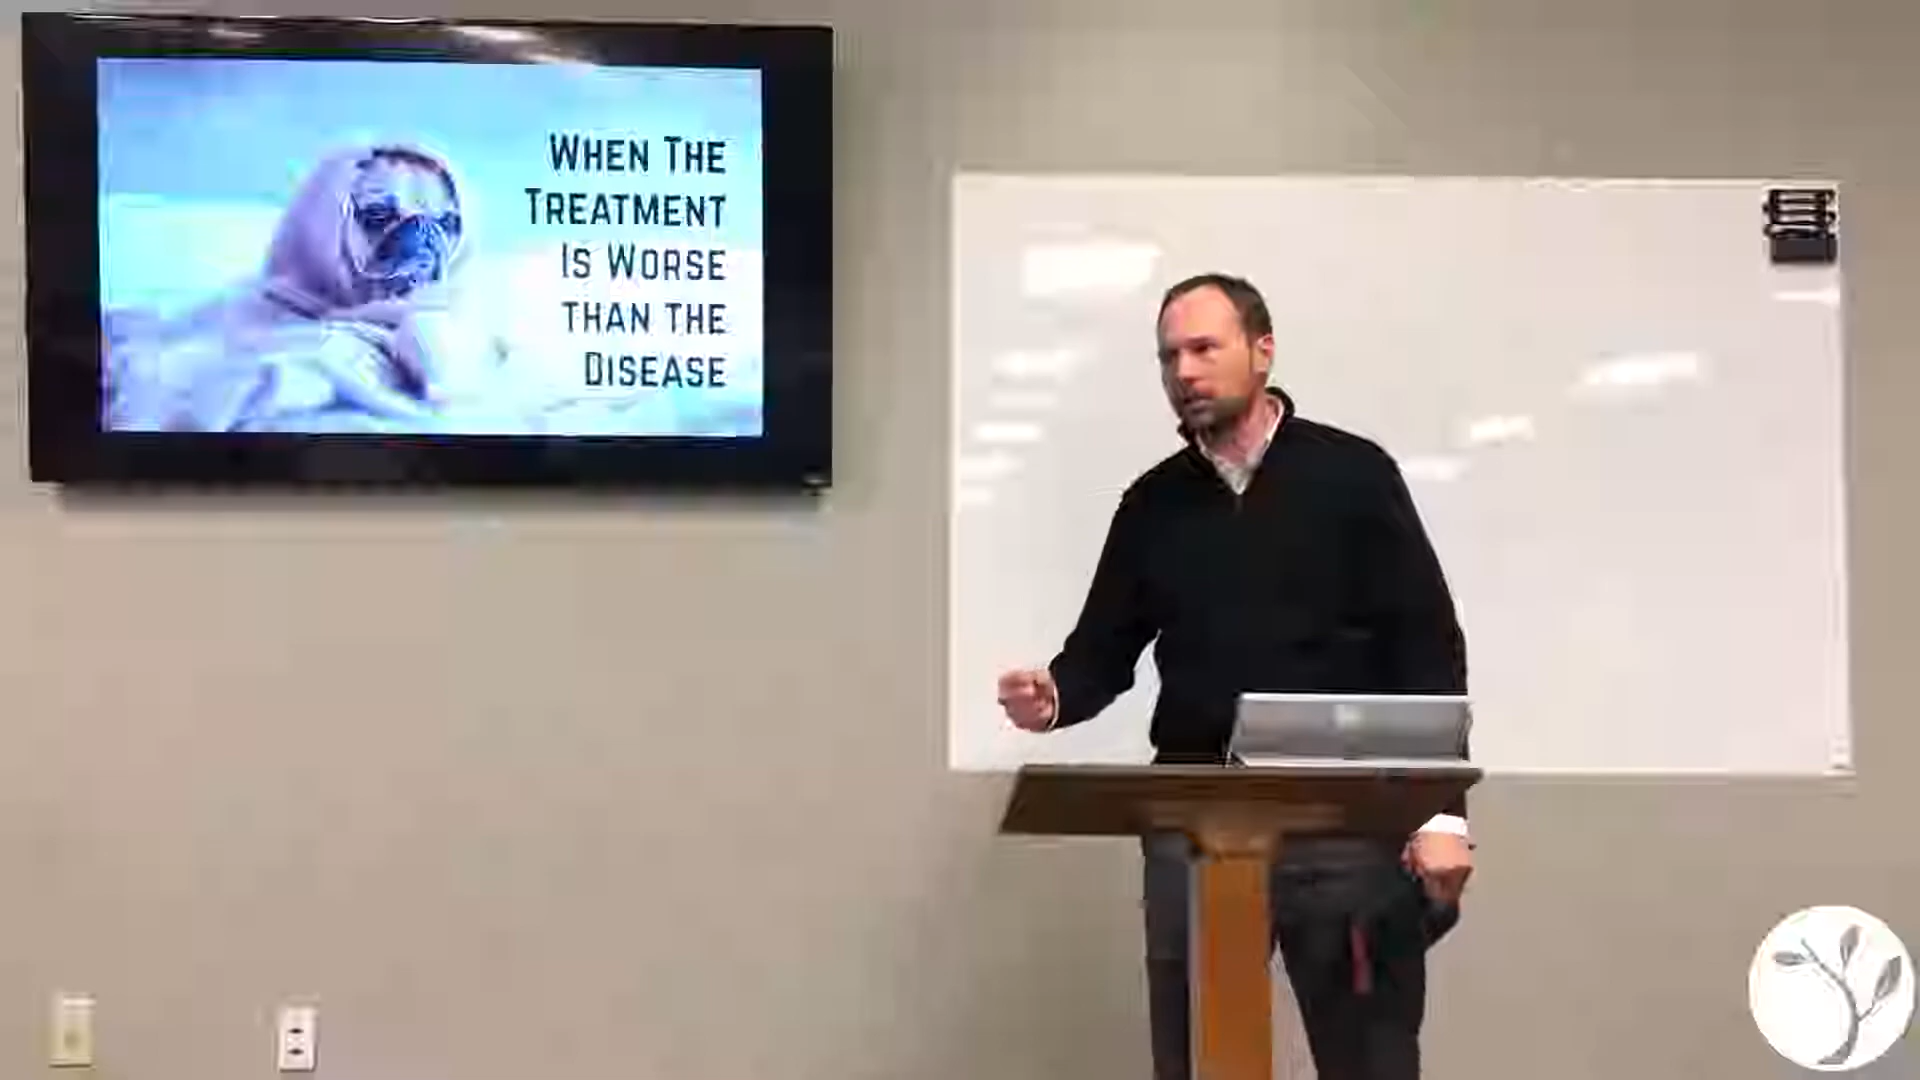 WHEN THE
TREATMENT
IS WORSE
THAN THE
DISEASE